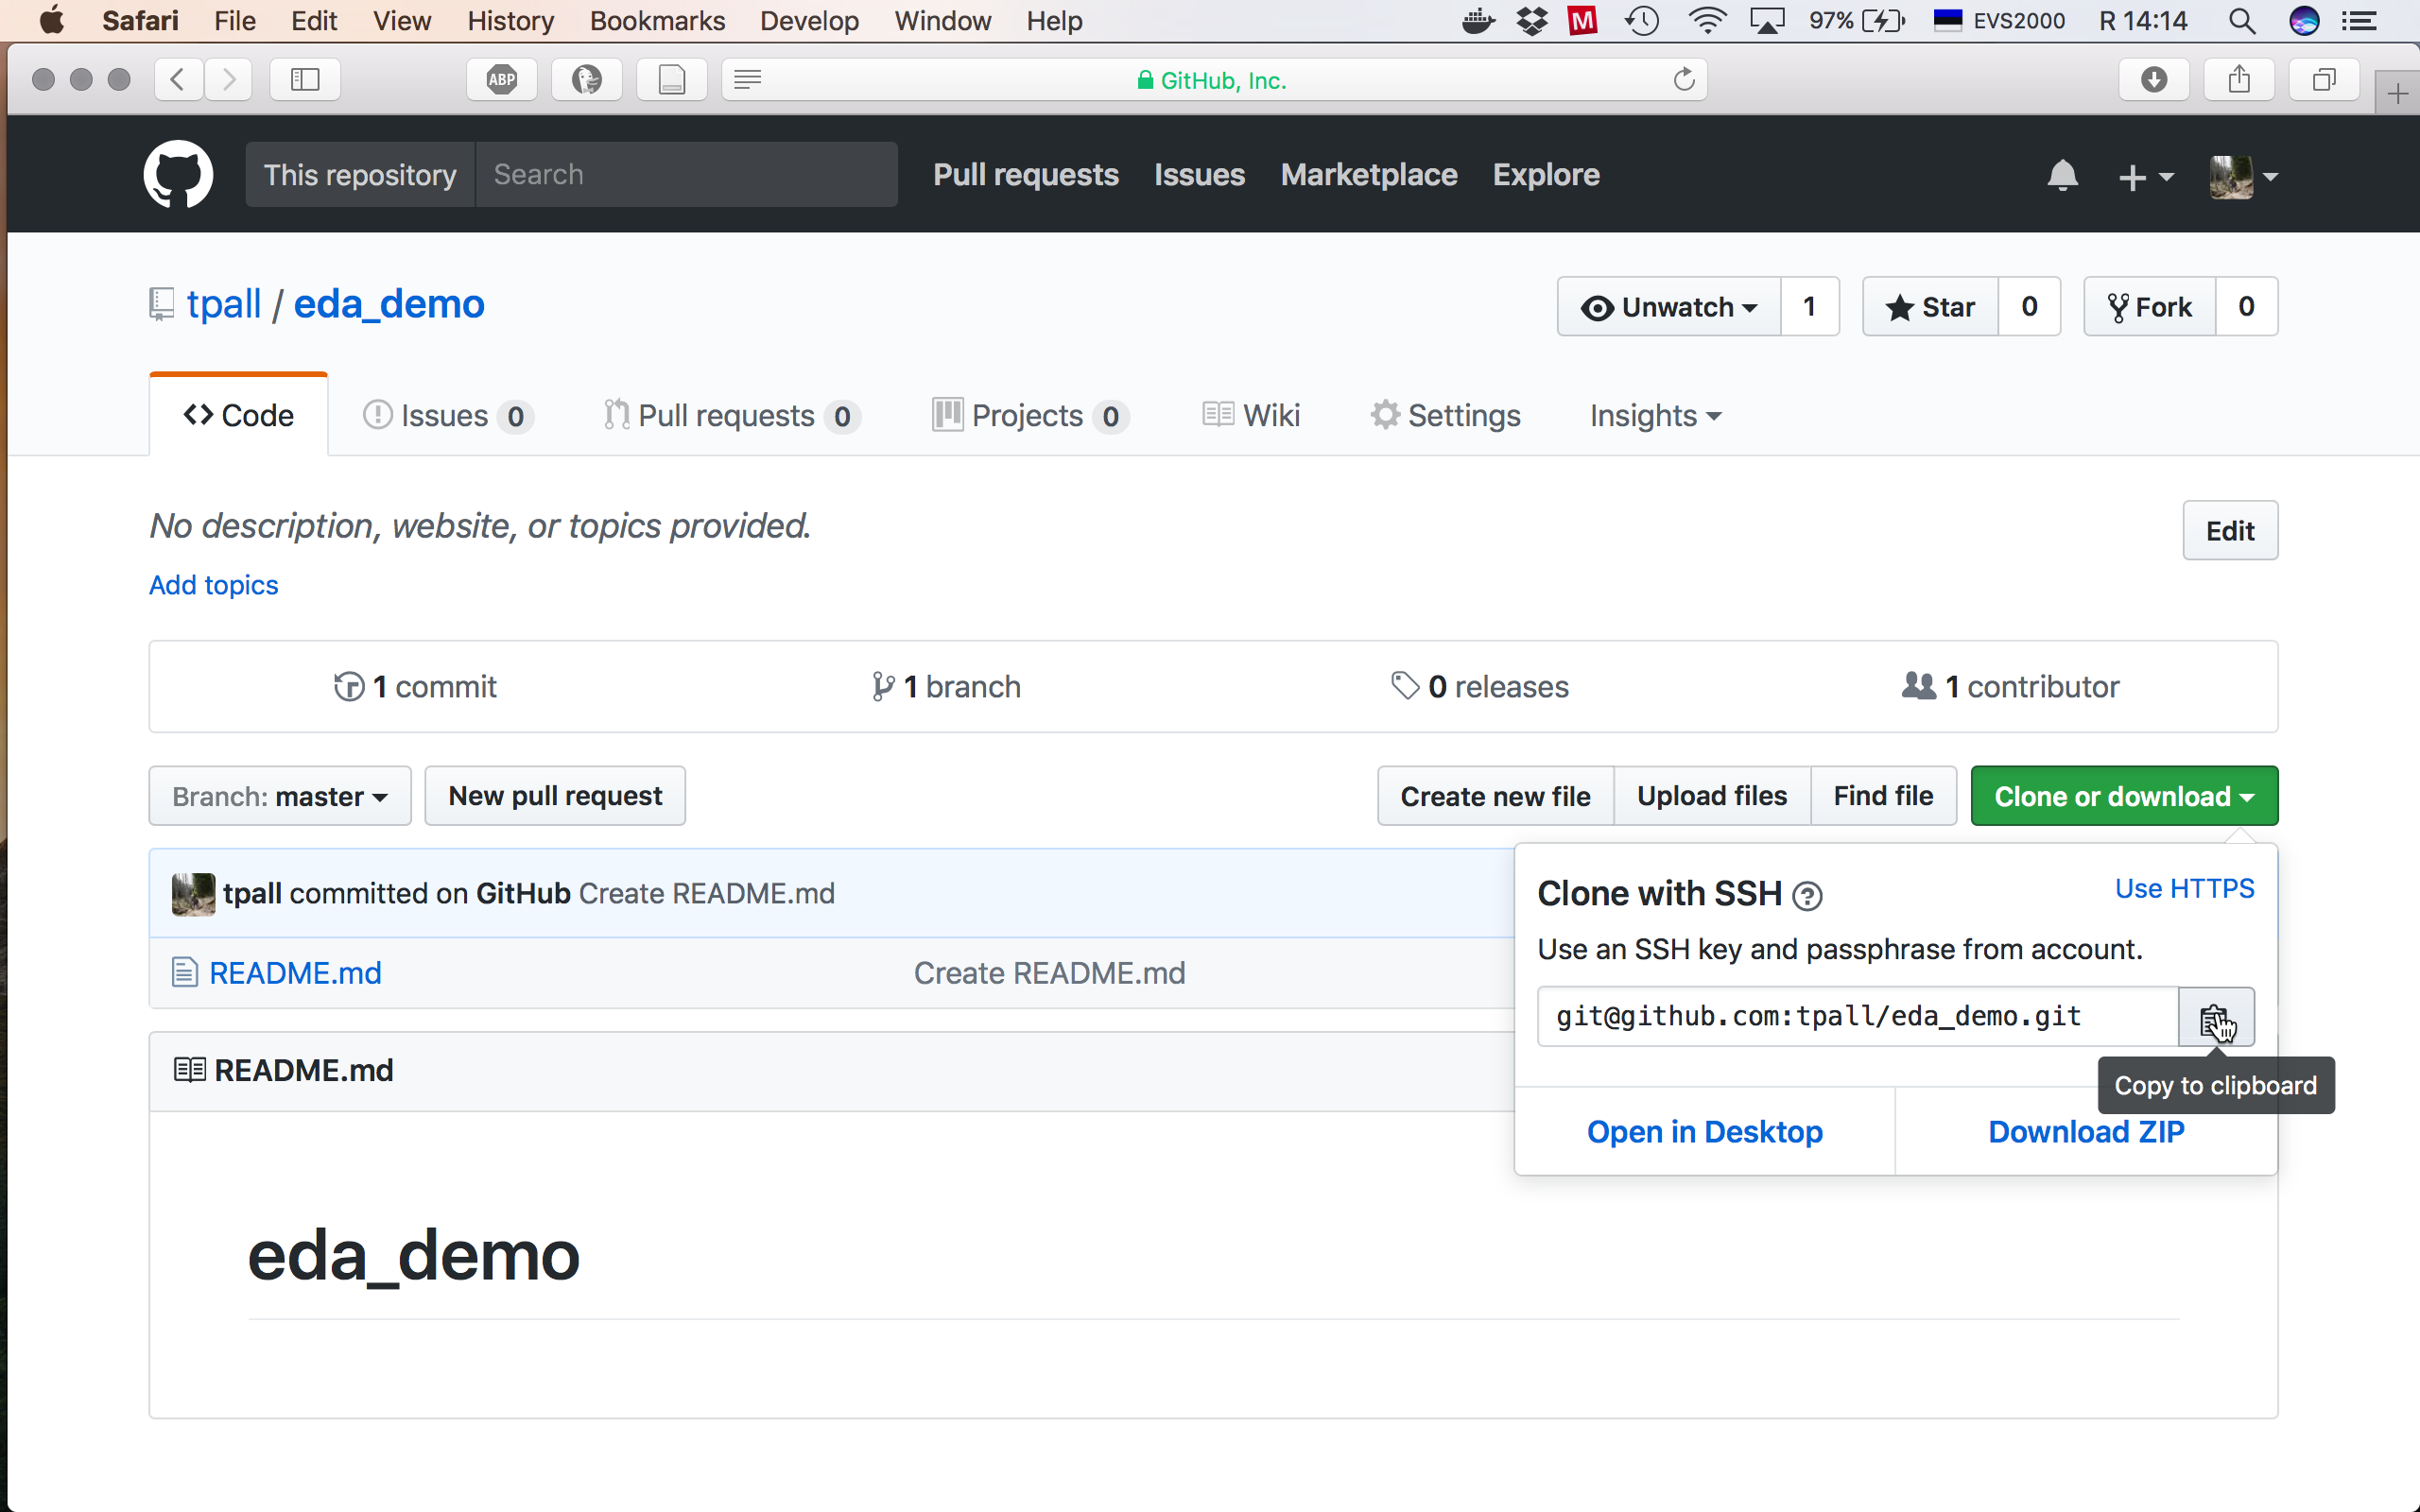 Safari File Edit View History Bookmarks Develop Window Help M 97% EVS2000 R 14:14
ABP GitHub, Inc.
This repository Search Pull requests Issues Marketplace Explore
tpall / eda_demo Unwatch 1 Star 0 Fork 0
Code Issues 0 Pull requests 0 Projects 0 Wiki Settings Insights
No description, website, or topics provided. Edit
Add topics
1 commit 1 branch 0 releases 1 contributor
Branch: master New pull request Create new file Upload files Find file Clone or download
tpall committed on GitHub Create README.md
README.md Create README.md
Clone with SSH Use HTTPS
Use an SSH key and passphrase from account.
git@github.com:tpall/eda_demo.git
Copy to clipboard
Open in Desktop Download ZIP
README.md
eda_demo